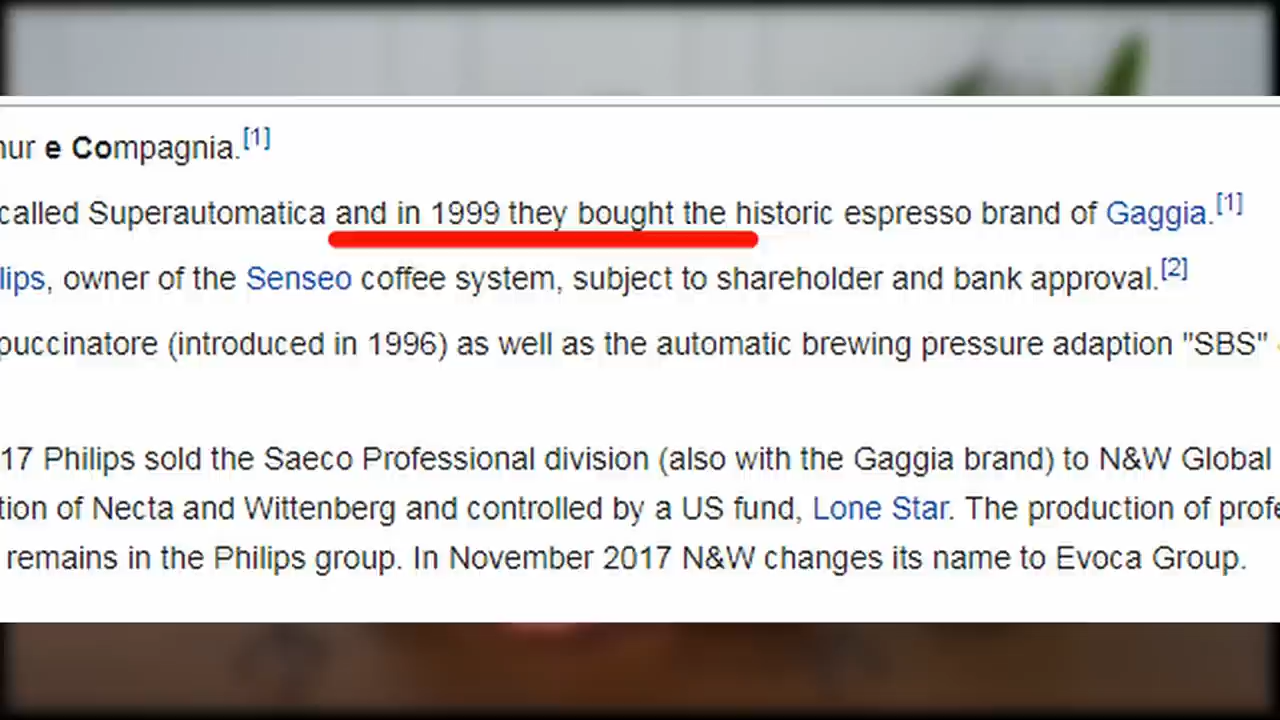 e Compagnia.[1]
called Superautomatica and in 1999 they bought the historic espresso brand of Gaggia.[1]
lips, owner of the Senseo coffee system, subject to shareholder and bank approval.[2]
puccinatore (introduced in 1996) as well as the automatic brewing pressure adaption "SBS"
17 Philips sold the Saeco Professional division (also with the Gaggia brand) to N&W Global
tion of Necta and Wittenberg and controlled by a US fund, Lone Star. The production of profe
remains in the Philips group. In November 2017 N&W changes its name to Evoca Group.